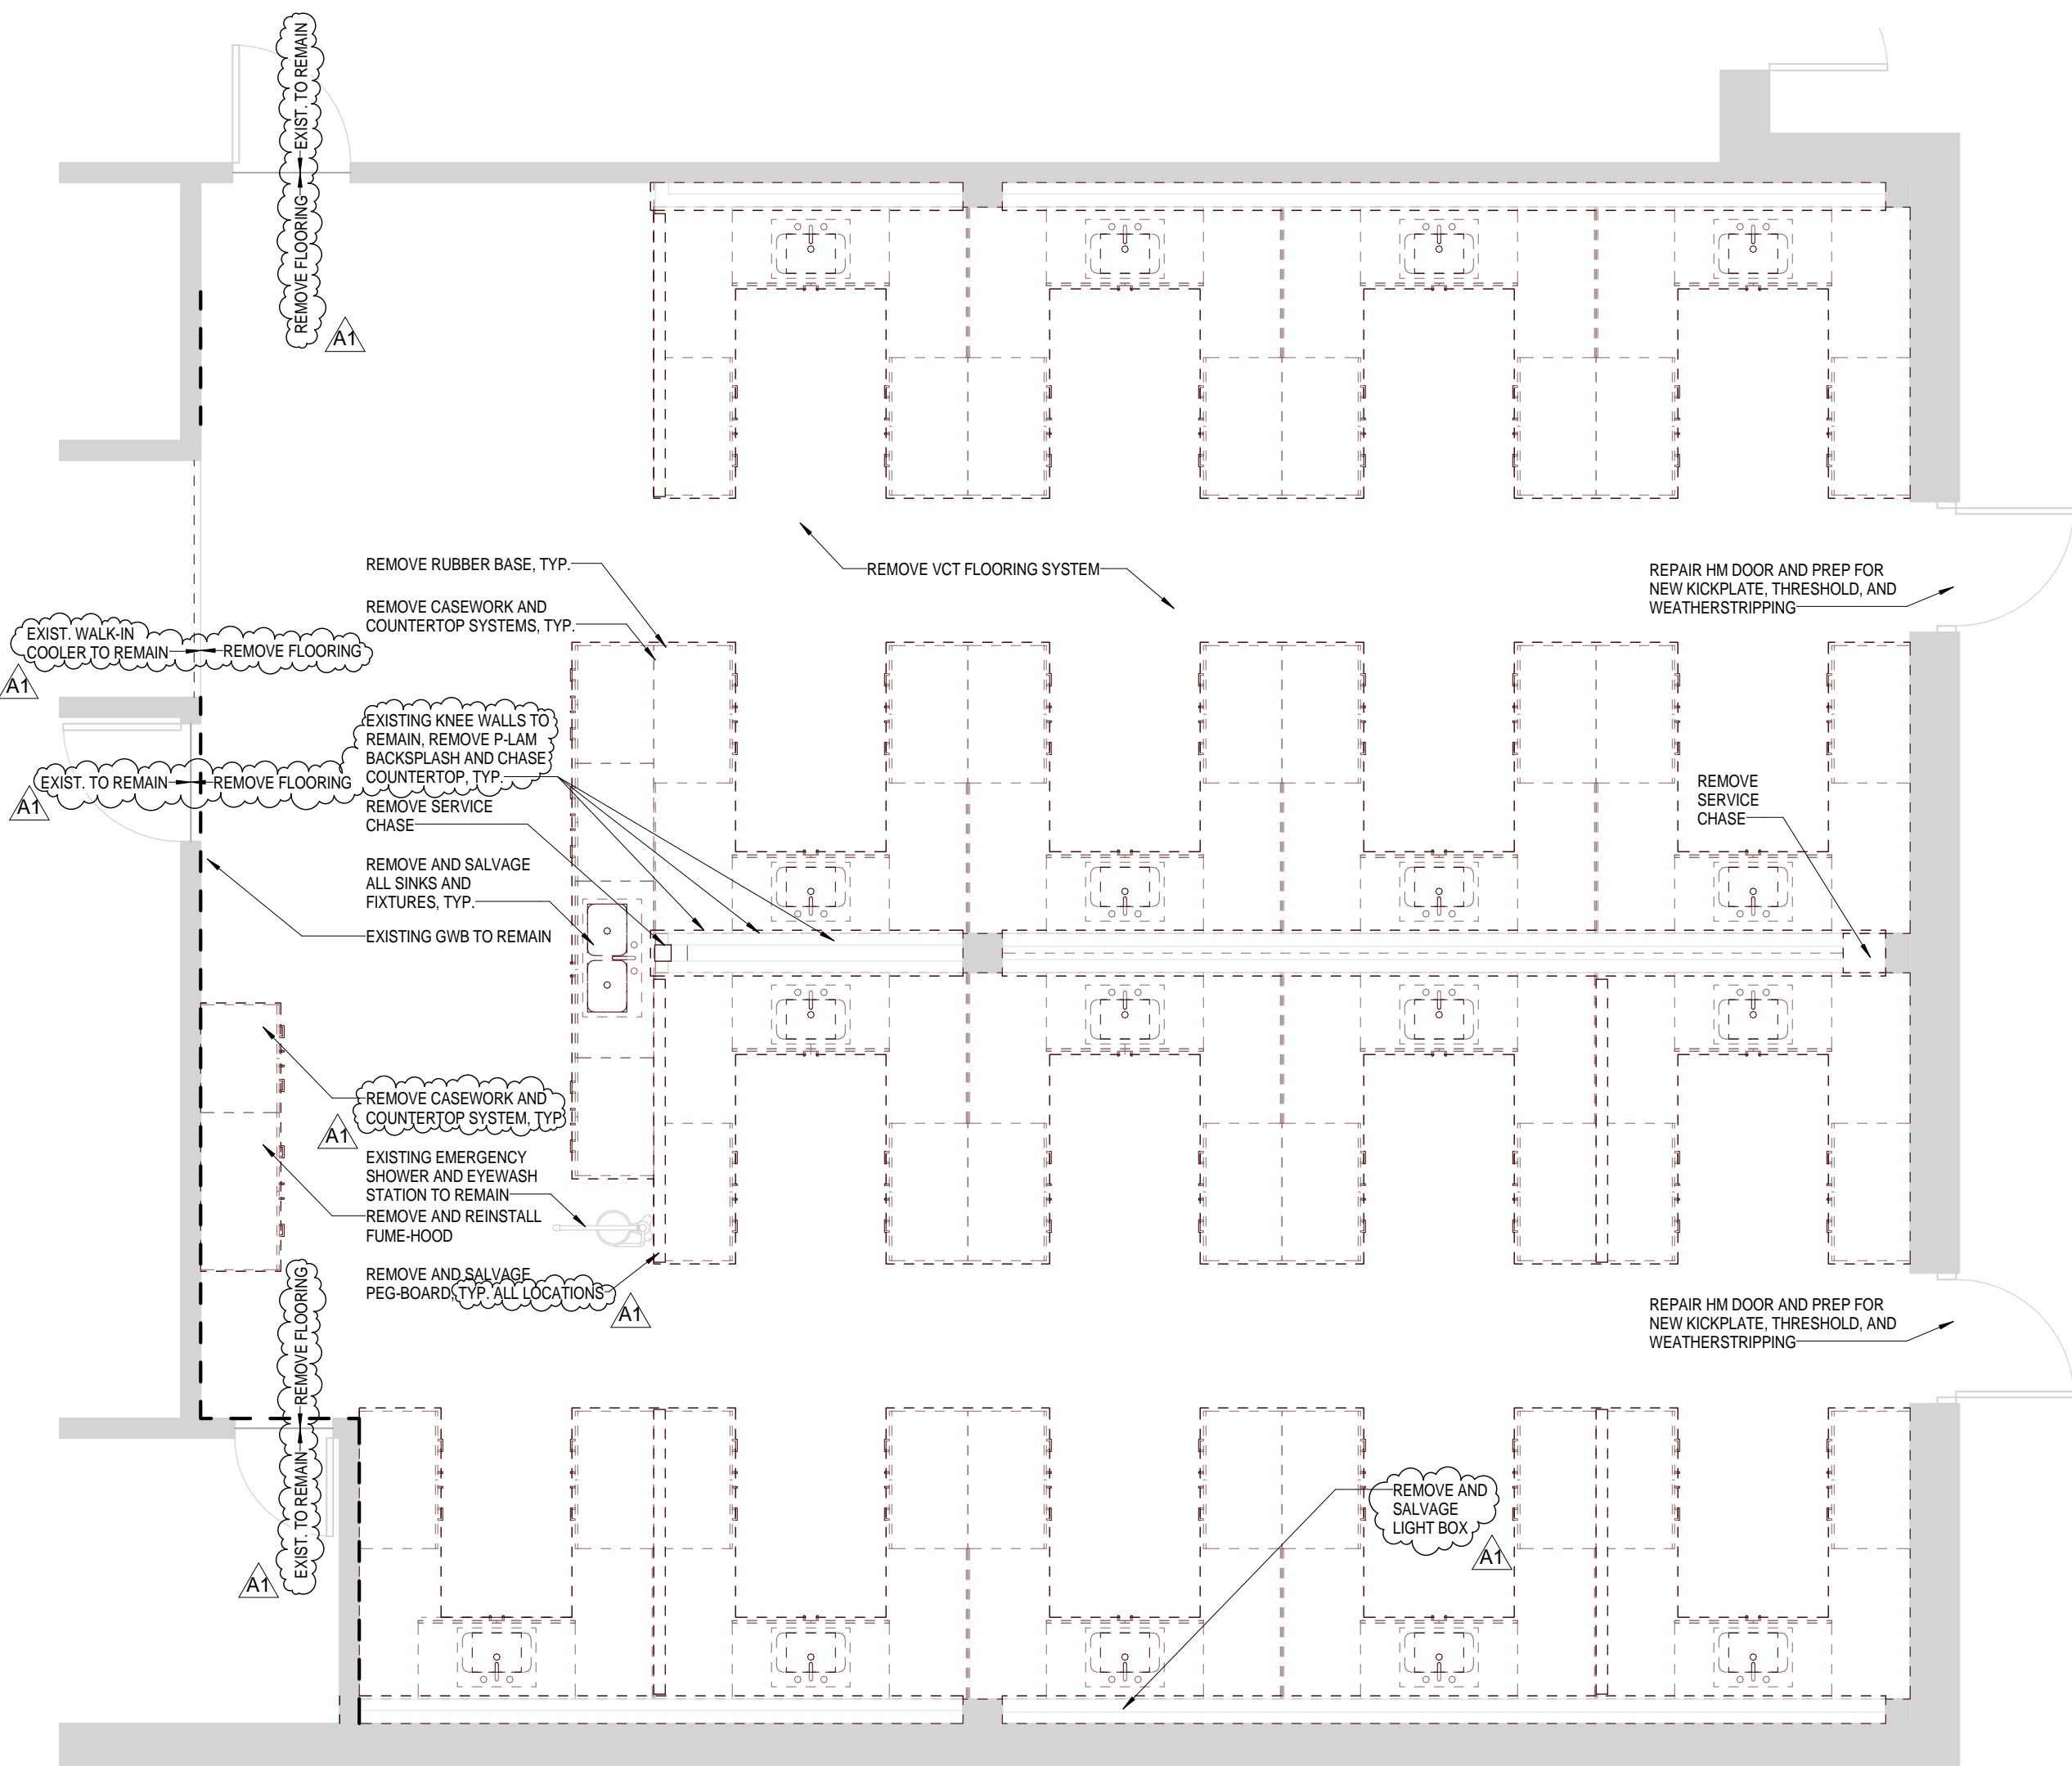 EXIST. TO REMAIN
REMOVE FLOORING
A1
REMOVE RUBBER BASE, TYP.
REMOVE VCT FLOORING SYSTEM
REPAIR HM DOOR AND PREP FOR
NEW KICKPLATE, THRESHOLD, AND
WEATHERSTRIPPING
REMOVE CASEWORK AND
COUNTERTOP SYSTEMS, TYP.
EXIST. WALK-IN
COOLER TO REMAIN
REMOVE FLOORING
A1
EXISTING KNEE WALLS TO
REMAIN, REMOVE P-LAM
BACKSPLASH AND CHASE
COUNTERTOP, TYP.
EXIST. TO REMAIN
REMOVE FLOORING
A1
REMOVE SERVICE
CHASE
REMOVE
SERVICE
CHASE
REMOVE AND SALVAGE
ALL SINKS AND
FIXTURES, TYP.
EXISTING GWB TO REMAIN
REMOVE CASEWORK AND
COUNTERTOP SYSTEM, TYP
A1
EXISTING EMERGENCY
SHOWER AND EYEWASH
STATION TO REMAIN
REMOVE AND REINSTALL
FUME-HOOD
REMOVE AND SALVAGE
PEG-BOARD, TYP. ALL LOCATIONS
A1
REPAIR HM DOOR AND PREP FOR
NEW KICKPLATE, THRESHOLD, AND
WEATHERSTRIPPING
REMOVE FLOORING
EXIST. TO REMAIN
A1
REMOVE AND
SALVAGE
LIGHT BOX
A1